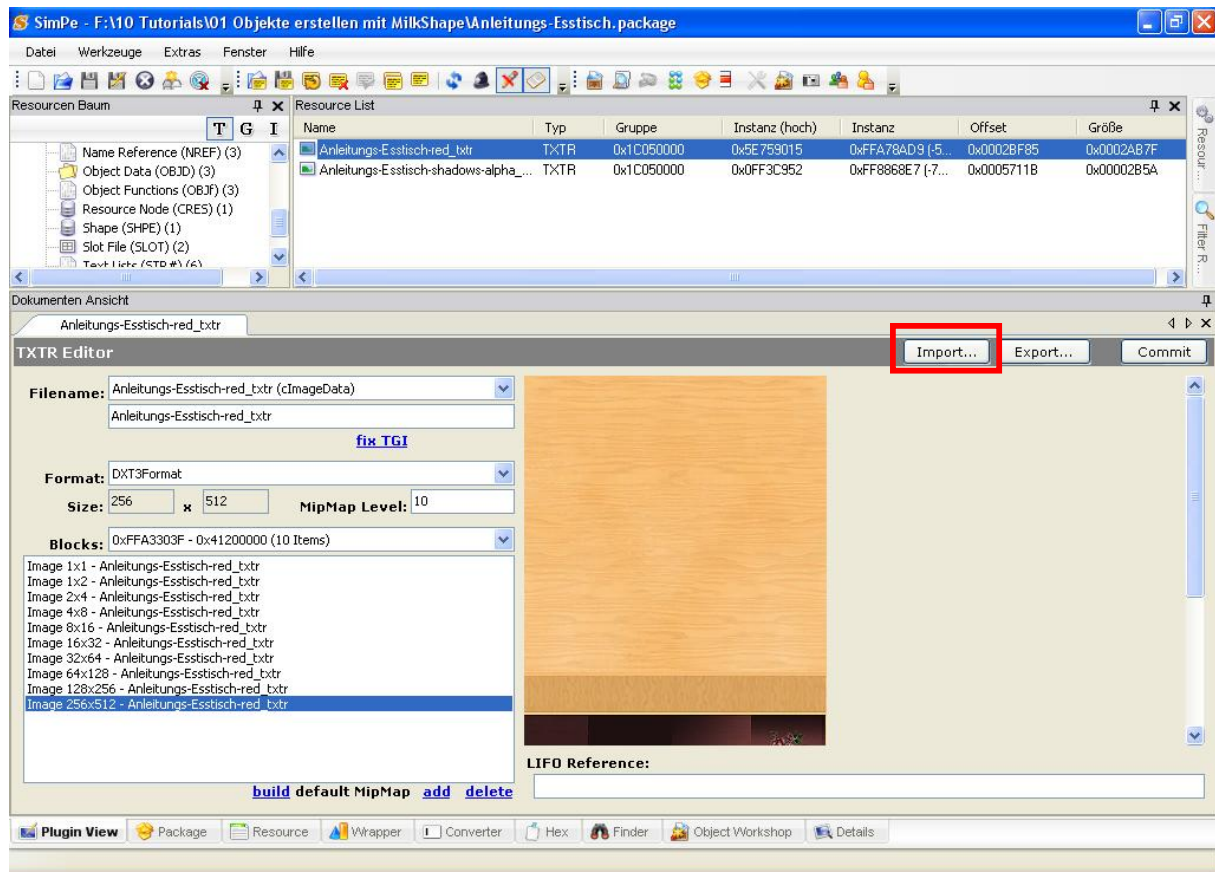 SimPe - F:\10 Tutorials\01 Objekte erstellen mit MilkShape\Anleitungs-Esstisch.package
Datei Werkzeuge Extras Fenster Hilfe
Resourcen Baum
T G I
Name Reference (NREF) (3)
Object Data (OBJD) (3)
Object Functions (OBJf) (3)
Resource Node (CRES) (1)
Shape (SHPE) (1)
Slot File (SLOT) (2)
Text Lists (STR#) (6)
Resource List
Name Typ Gruppe Instanz (hoch) Instanz Offset Größe
Anleitungs-Esstisch-red_txtr TXTR 0x1C050000 0x5E759015 0xFFA78AD9 (-5... 0x0002BF85 0x0002AB7F
Anleitungs-Esstisch-shadows-alpha_... TXTR 0x1C050000 0x0FF3C952 0xFF8868E7 (-7... 0x0005711B 0x00002B5A
Resour...
Filter R...
Dokumenten Ansicht
Anleitungs-Esstisch-red_txtr
TXTR Editor
Import... Export... Commit
Filename: Anleitungs-Esstisch-red_txtr (cImageData)
Anleitungs-Esstisch-red_txtr
fix TGI
Format: DXT3Format
Size: 256 x 512 MipMap Level: 10
Blocks: 0xFFA3303F - 0x41200000 (10 Items)
Image 1x1 - Anleitungs-Esstisch-red_txtr
Image 1x2 - Anleitungs-Esstisch-red_txtr
Image 2x4 - Anleitungs-Esstisch-red_txtr
Image 4x8 - Anleitungs-Esstisch-red_txtr
Image 8x16 - Anleitungs-Esstisch-red_txtr
Image 16x32 - Anleitungs-Esstisch-red_txtr
Image 32x64 - Anleitungs-Esstisch-red_txtr
Image 64x128 - Anleitungs-Esstisch-red_txtr
Image 128x256 - Anleitungs-Esstisch-red_txtr
Image 256x512 - Anleitungs-Esstisch-red_txtr
build default MipMap add delete
LIFO Reference:
Plugin View Package Resource Wrapper Converter Hex Finder Object Workshop Details